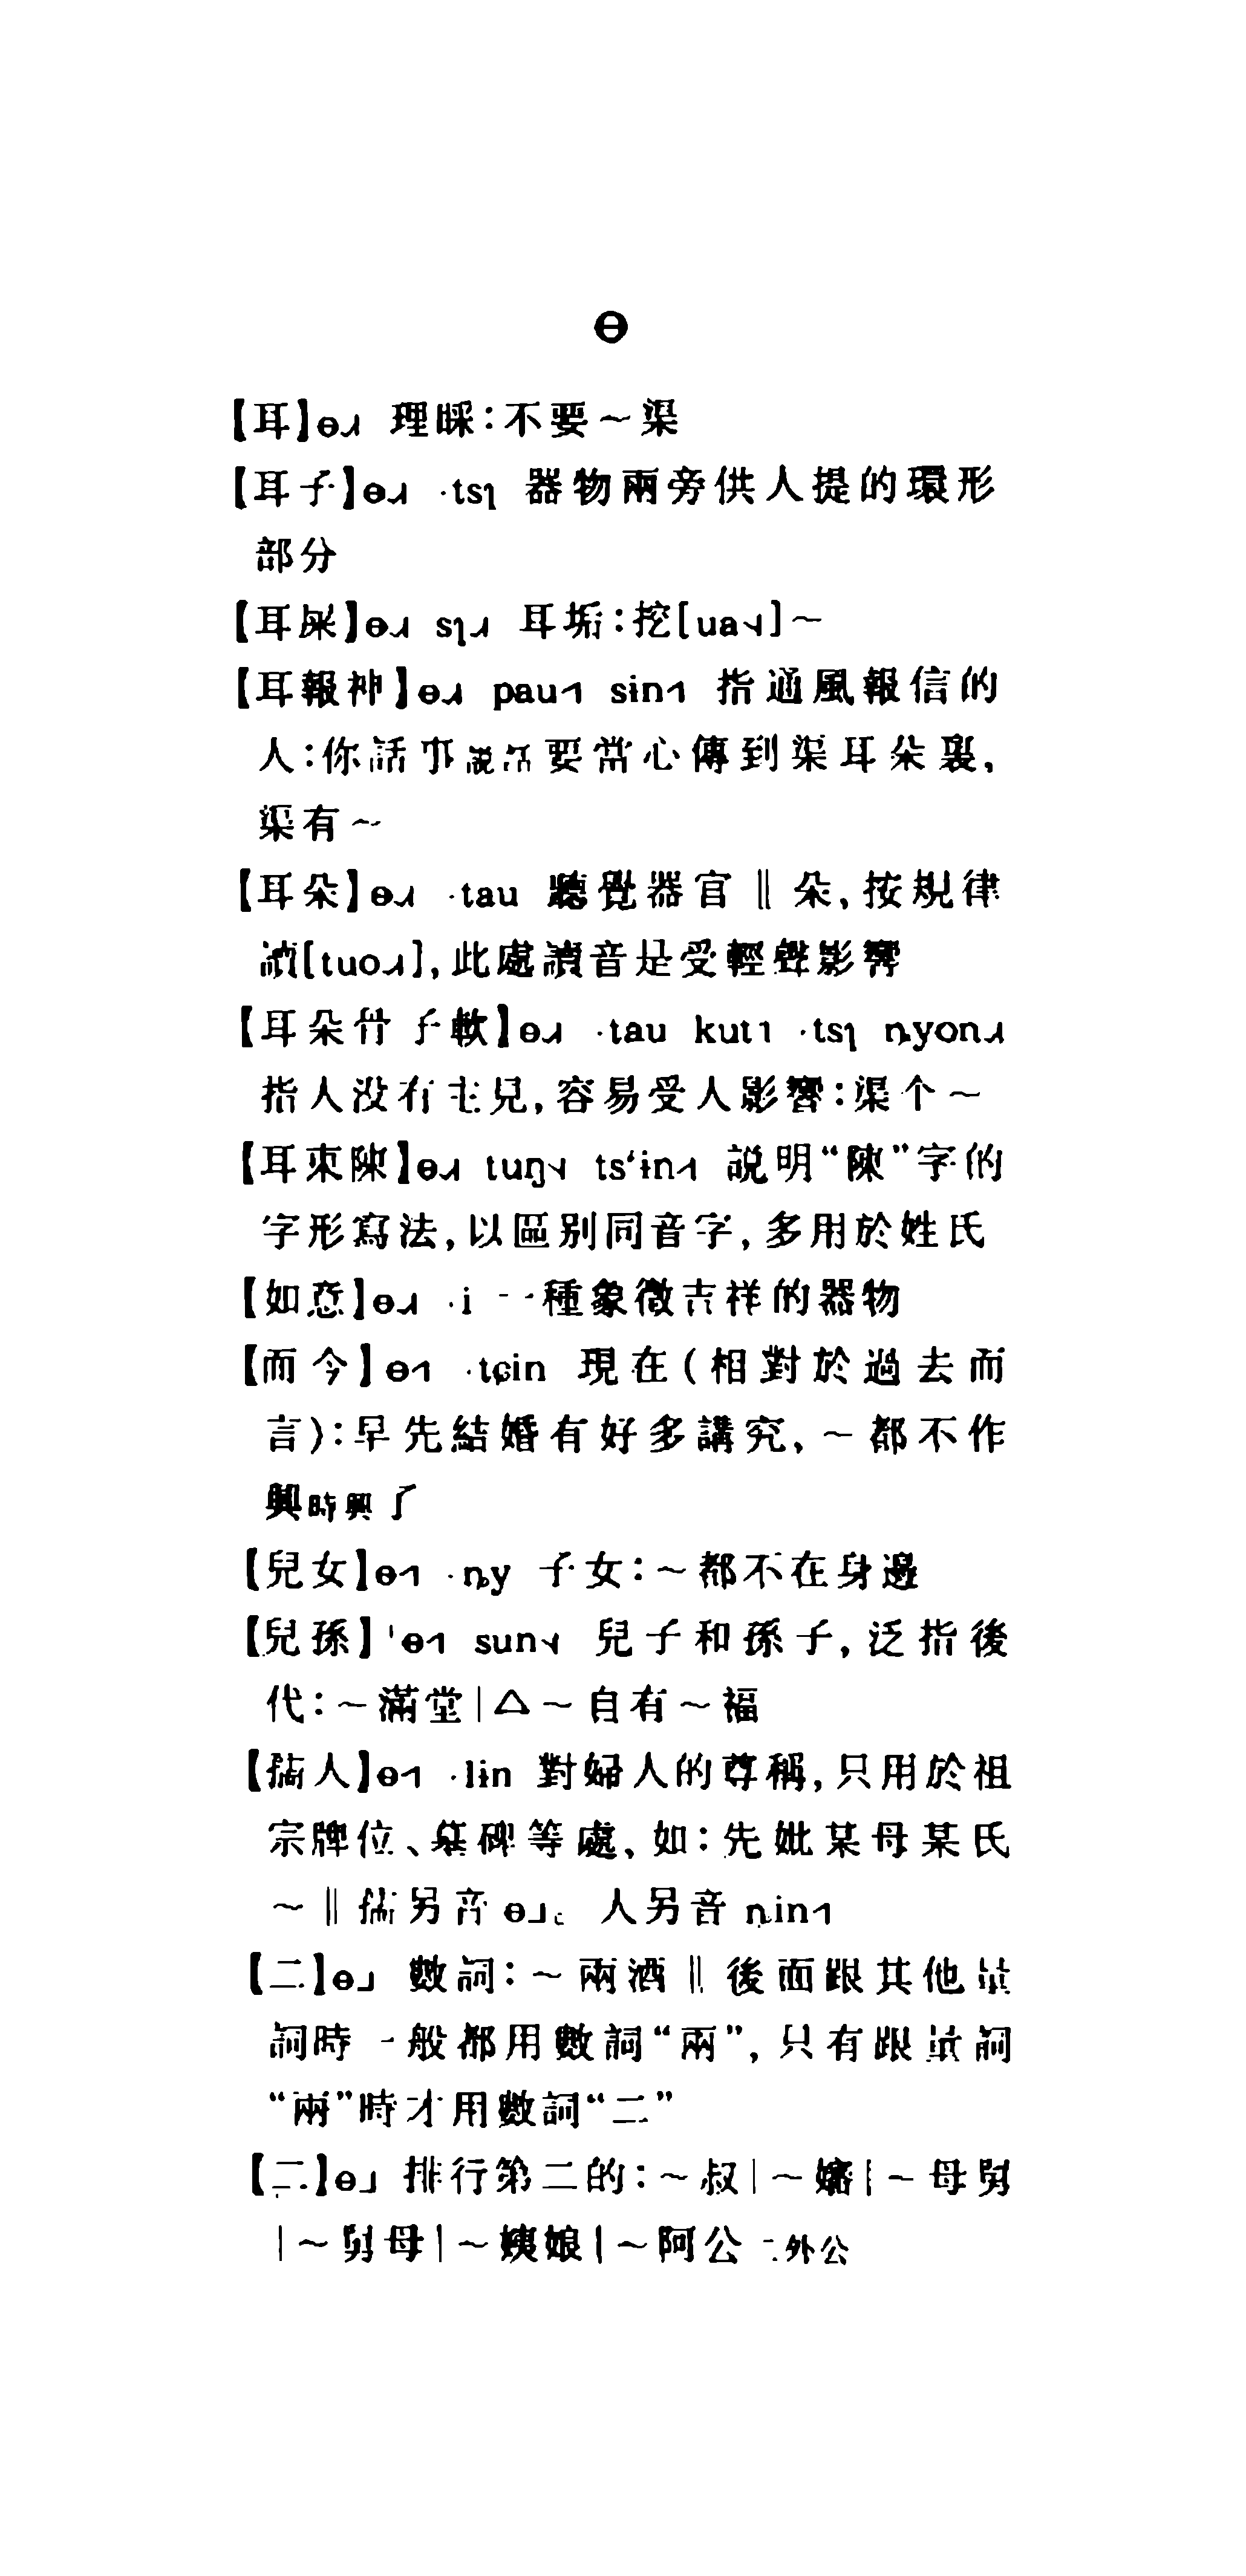 ɵ
【耳】ɵ˩˧ 理睬：不要～渠
【耳子】ɵ˩˧ ·tsɿ 器物兩旁供人提的環形
部分
【耳屎】ɵ˩˧ sɿ˩˧ 耳垢：挖[ua˧˩]～
【耳報神】ɵ˩˧ pau˧˥ sɨn˧˥ 指通風報信的
人：你話事説話要當心傳到渠耳朵裏，
渠有～
【耳朵】ɵ˩˧ ·tau 聽覺器官‖朵，按規律
讀[tuo˩˧]，此處讀音是受輕聲影響
【耳朵骨子軟】ɵ˩˧ ·tau kut˥ ·tsɿ ȵyon˩˧
指人没有主見，容易受人影響：渠个～
【耳東陳】ɵ˩˧ tuŋ˧˩ tsʻɨn˧˥ 説明“陳”字的
字形寫法，以區别同音字，多用於姓氏
【如意】ɵ˩˧ ·i 一種象徵吉祥的器物
【而今】ɵ˧˥ ·tɕin 現在（相對於過去而
言）：早先結婚有好多講究，～都不作
興時興了
【兒女】ɵ˧˥ ·ȵy 子女：～都不在身邊
【兒孫】ɵ˧˥ sun˧˩ 兒子和孫子，泛指後
代：～滿堂｜△～自有～福
【孺人】ɵ˧˥ ·lɨn 對婦人的尊稱，只用於祖
宗牌位、墓碑等處，如：先妣某母某氏
～‖孺另音ɵ˩。 人另音ȵin˧˥
【二】ɵ˩ 數詞：～兩酒‖後面跟其他量
詞時一般都用數詞“兩”，只有跟量詞
“兩”時才用數詞“二”
【二】ɵ˩ 排行第二的：～叔｜～嬸｜～母舅
｜～舅母｜～姨娘｜～阿公二外公